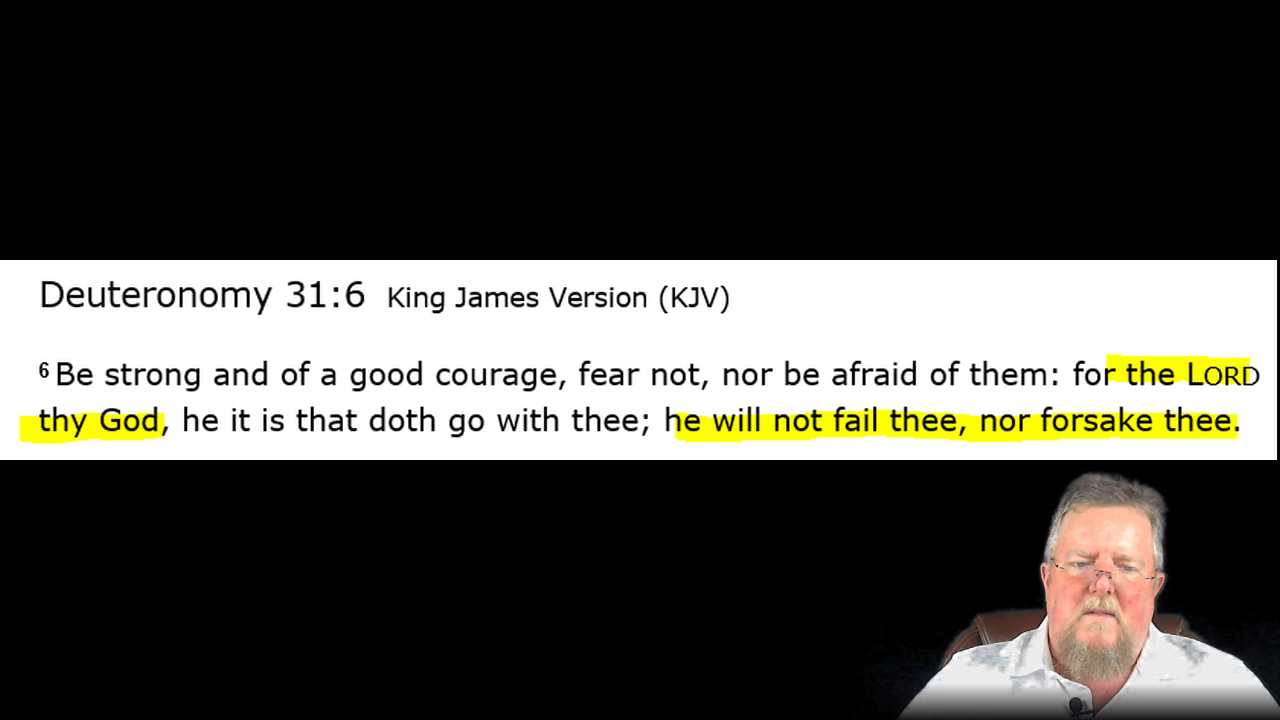 Deuteronomy 31:6 King James Version (KJV)
6 Be strong and of a good courage, fear not, nor be afraid of them: for the LORD
thy God, he it is that doth go with thee; he will not fail thee, nor forsake thee.